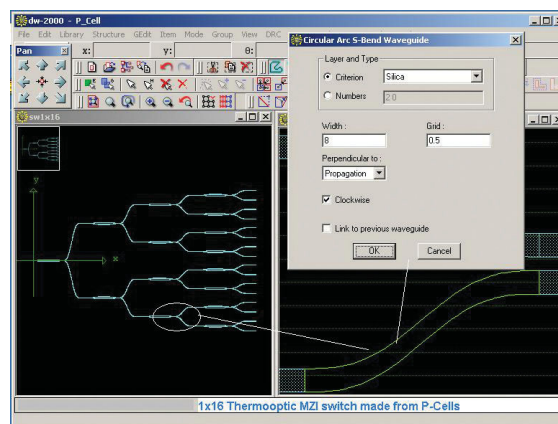 dw-2000 - P_Cell
File Edit Library Structure GEdit Item Mode Group View DRC
Pan x: y: θ:
Circular Arc S-Bend Waveguide
Layer and Type
Criterion Silica
Numbers 20
Width : Grid :
8 0.5
Perpendicular to :
Propagation
Clockwise
Link to previous waveguide
OK Cancel
sw1x16
y
x
1x16 Thermooptic MZI switch made from P-Cells